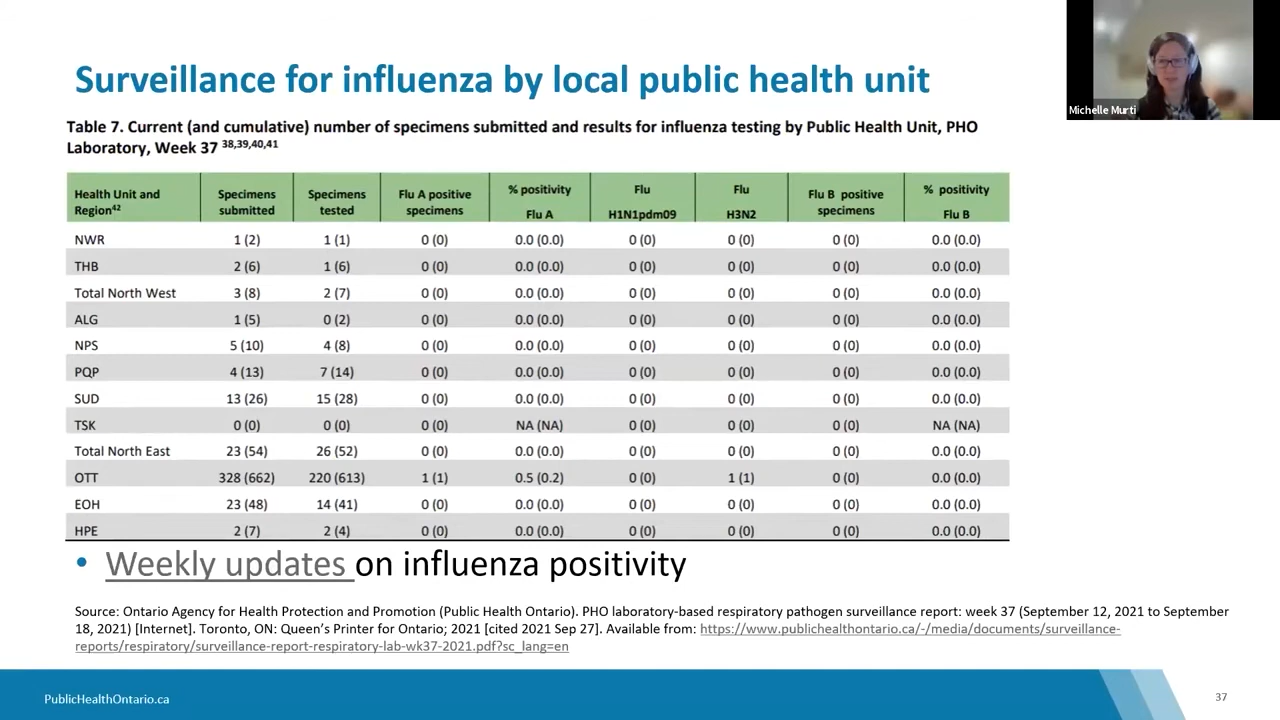 Surveillance for influenza by local public health unit
Michelle Murti
Table 7. Current (and cumulative) number of specimens submitted and results for influenza testing by Public Health Unit, PHO
Laboratory, Week 37 38,39,40,41
Health Unit and Region42 Specimens submitted Specimens tested Flu A positive specimens % positivity Flu A Flu H1N1pdm09 Flu H3N2 Flu B positive specimens % positivity Flu B
NWR 1 (2) 1 (1) 0 (0) 0.0 (0.0) 0 (0) 0 (0) 0 (0) 0.0 (0.0)
THB 2 (6) 1 (6) 0 (0) 0.0 (0.0) 0 (0) 0 (0) 0 (0) 0.0 (0.0)
Total North West 3 (8) 2 (7) 0 (0) 0.0 (0.0) 0 (0) 0 (0) 0 (0) 0.0 (0.0)
ALG 1 (5) 0 (2) 0 (0) 0.0 (0.0) 0 (0) 0 (0) 0 (0) 0.0 (0.0)
NPS 5 (10) 4 (8) 0 (0) 0.0 (0.0) 0 (0) 0 (0) 0 (0) 0.0 (0.0)
PQP 4 (13) 7 (14) 0 (0) 0.0 (0.0) 0 (0) 0 (0) 0 (0) 0.0 (0.0)
SUD 13 (26) 15 (28) 0 (0) 0.0 (0.0) 0 (0) 0 (0) 0 (0) 0.0 (0.0)
TSK 0 (0) 0 (0) 0 (0) NA (NA) 0 (0) 0 (0) 0 (0) NA (NA)
Total North East 23 (54) 26 (52) 0 (0) 0.0 (0.0) 0 (0) 0 (0) 0 (0) 0.0 (0.0)
OTT 328 (662) 220 (613) 1 (1) 0.5 (0.2) 0 (0) 1 (1) 0 (0) 0.0 (0.0)
EOH 23 (48) 14 (41) 0 (0) 0.0 (0.0) 0 (0) 0 (0) 0 (0) 0.0 (0.0)
HPE 2 (7) 2 (4) 0 (0) 0.0 (0.0) 0 (0) 0 (0) 0 (0) 0.0 (0.0)
• Weekly updates on influenza positivity
Source: Ontario Agency for Health Protection and Promotion (Public Health Ontario). PHO laboratory-based respiratory pathogen surveillance report: week 37 (September 12, 2021 to September
18, 2021) [Internet]. Toronto, ON: Queen's Printer for Ontario; 2021 [cited 2021 Sep 27]. Available from: https://www.publichealthontario.ca/-/media/documents/surveillance-
reports/respiratory/surveillance-report-respiratory-lab-wk37-2021.pdf?sc_lang=en
PublicHealthOntario.ca
37